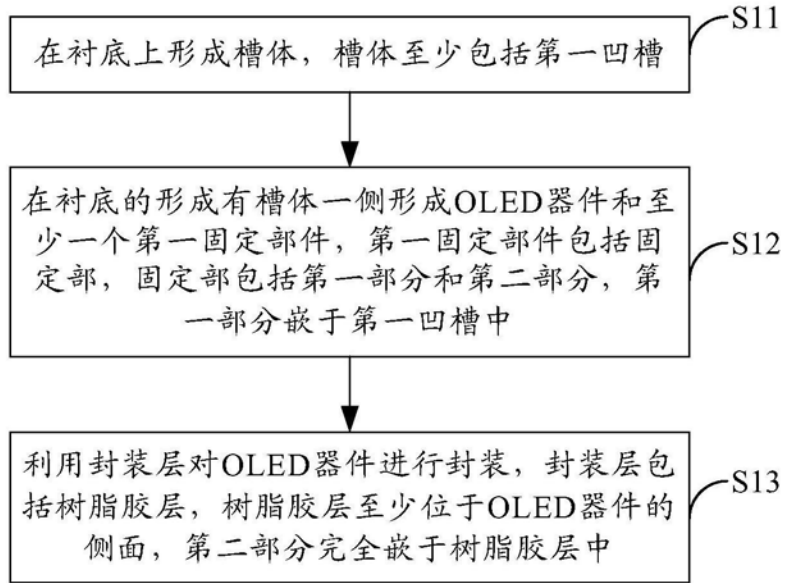 在衬底上形成槽体，槽体至少包括第一凹槽
S11
在衬底的形成有槽体一侧形成OLED器件和至
少一个第一固定部件，第一固定部件包括固
定部，固定部包括第一部分和第二部分，第
一部分嵌于第一凹槽中
S12
利用封装层对OLED器件进行封装，封装层包
括树脂胶层，树脂胶层至少位于OLED器件的
侧面，第二部分完全嵌于树脂胶层中
S13